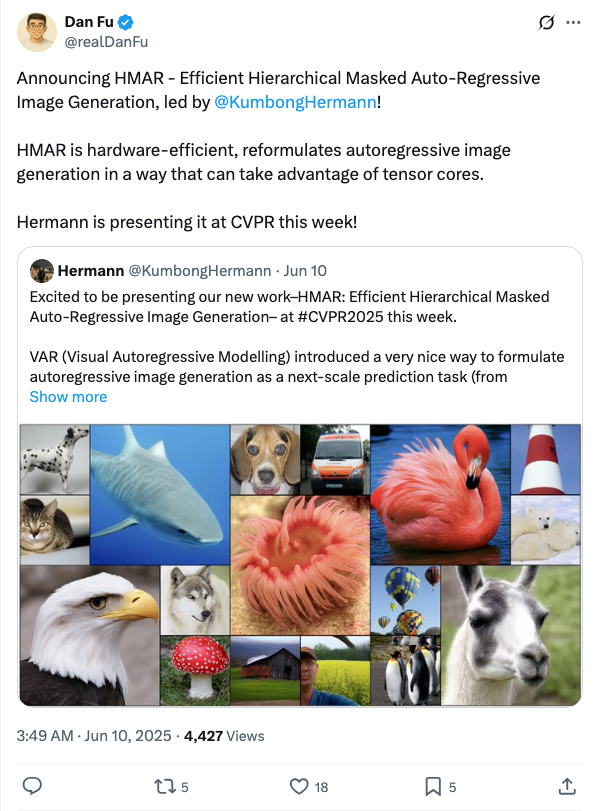 Dan Fu
@realDanFu
Announcing HMAR - Efficient Hierarchical Masked Auto-Regressive
Image Generation, led by @KumbongHermann!
HMAR is hardware-efficient, reformulates autoregressive image
generation in a way that can take advantage of tensor cores.
Hermann is presenting it at CVPR this week!
Hermann @KumbongHermann · Jun 10
Excited to be presenting our new work–HMAR: Efficient Hierarchical Masked
Auto-Regressive Image Generation– at #CVPR2025 this week.
VAR (Visual Autoregressive Modelling) introduced a very nice way to formulate
autoregressive image generation as a next-scale prediction task (from
Show more
3:49 AM · Jun 10, 2025 · 4,427 Views
5 18 5